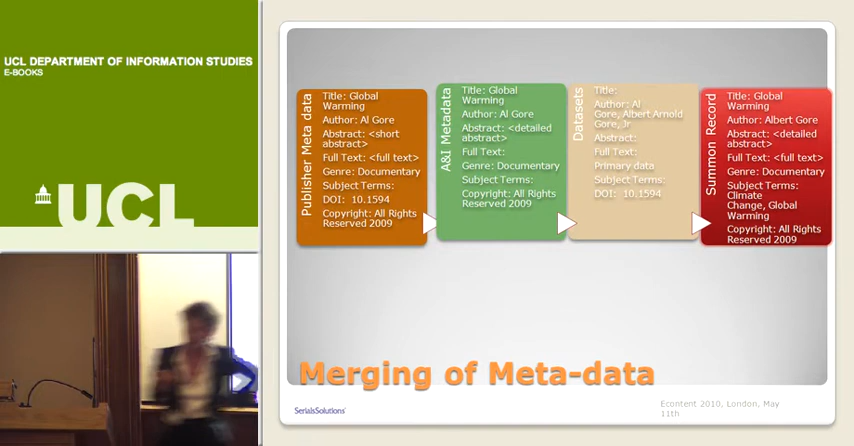 UCL DEPARTMENT OF INFORMATION STUDIES
E-BOOKS
UCL
Publisher Meta data
Title: Global
Warming
Author: Al Gore
Abstract: <short
abstract>
Full Text: <full text>
Genre: Documentary
Subject Terms:
DOI: 10.1594
Copyright: All Rights
Reserved 2009
A&I Metadata
Title: Global
Warming
Author: Al Gore
Abstract: <detailed
abstract>
Full Text:
Genre: Documentary
Subject Terms:
Copyright: All Rights
Reserved 2009
Datasets
Title:
Author: Al
Gore, Albert Arnold
Gore, Jr
Abstract:
Full Text:
Primary data
Subject Terms:
DOI: 10.1594
Summon Record
Title: Global
Warming
Author: Albert Gore
Abstract: <detailed
abstract>
Full Text: <full text>
Genre: Documentary
Subject Terms:
Climate
Change, Global
Warming
Copyright: All Rights
Reserved 2009
Merging of Meta-data
SerialsSolutions
Econtent 2010, London, May
11th